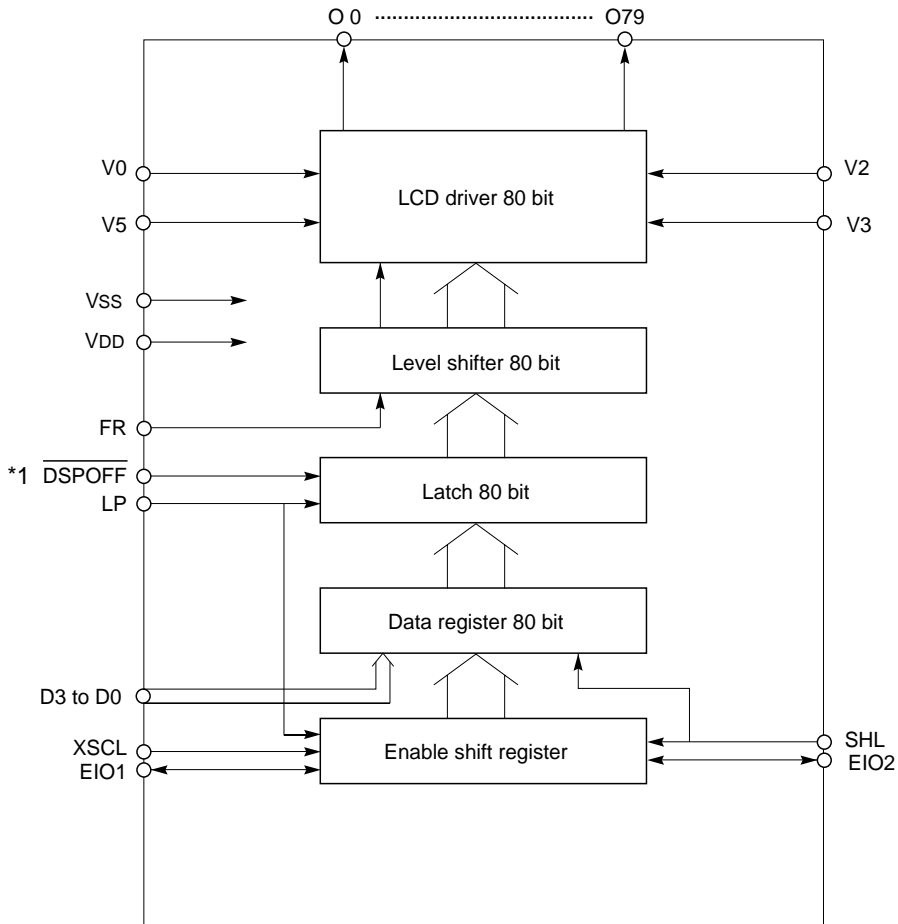 O 0 ................................... O79
V0
V2
LCD driver 80 bit
V5
V3
VSS
VDD
Level shifter 80 bit
FR
*1 DSPOFF
Latch 80 bit
LP
Data register 80 bit
D3 to D0
XSCL
SHL
Enable shift register
EIO1
EIO2